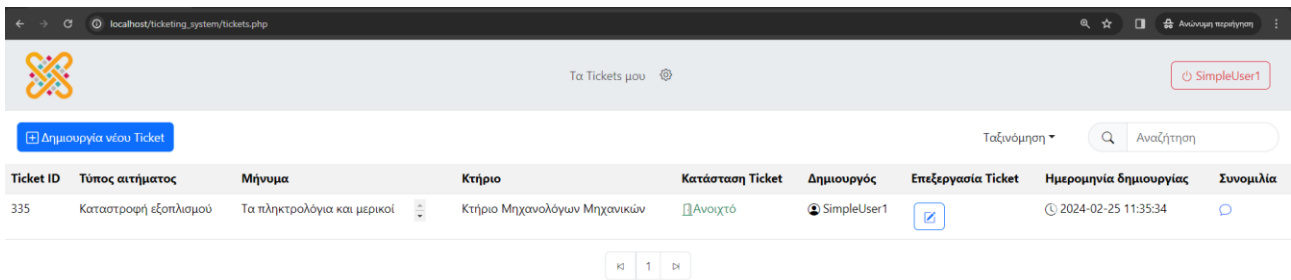 localhost/ticketing_system/tickets.php Ανώνυμη περιήγηση
Τα Tickets μου SimpleUser1
Δημιουργία νέου Ticket Ταξινόμηση Αναζήτηση
Ticket ID Τύπος αιτήματος Μήνυμα Κτήριο Κατάσταση Ticket Δημιουργός Επεξεργασία Ticket Ημερομηνία δημιουργίας Συνομιλία
335 Καταστροφή εξοπλισμού Τα πληκτρολόγια και μερικοί Κτήριο Μηχανολόγων Μηχανικών Ανοιχτό SimpleUser1 2024-02-25 11:35:34
1